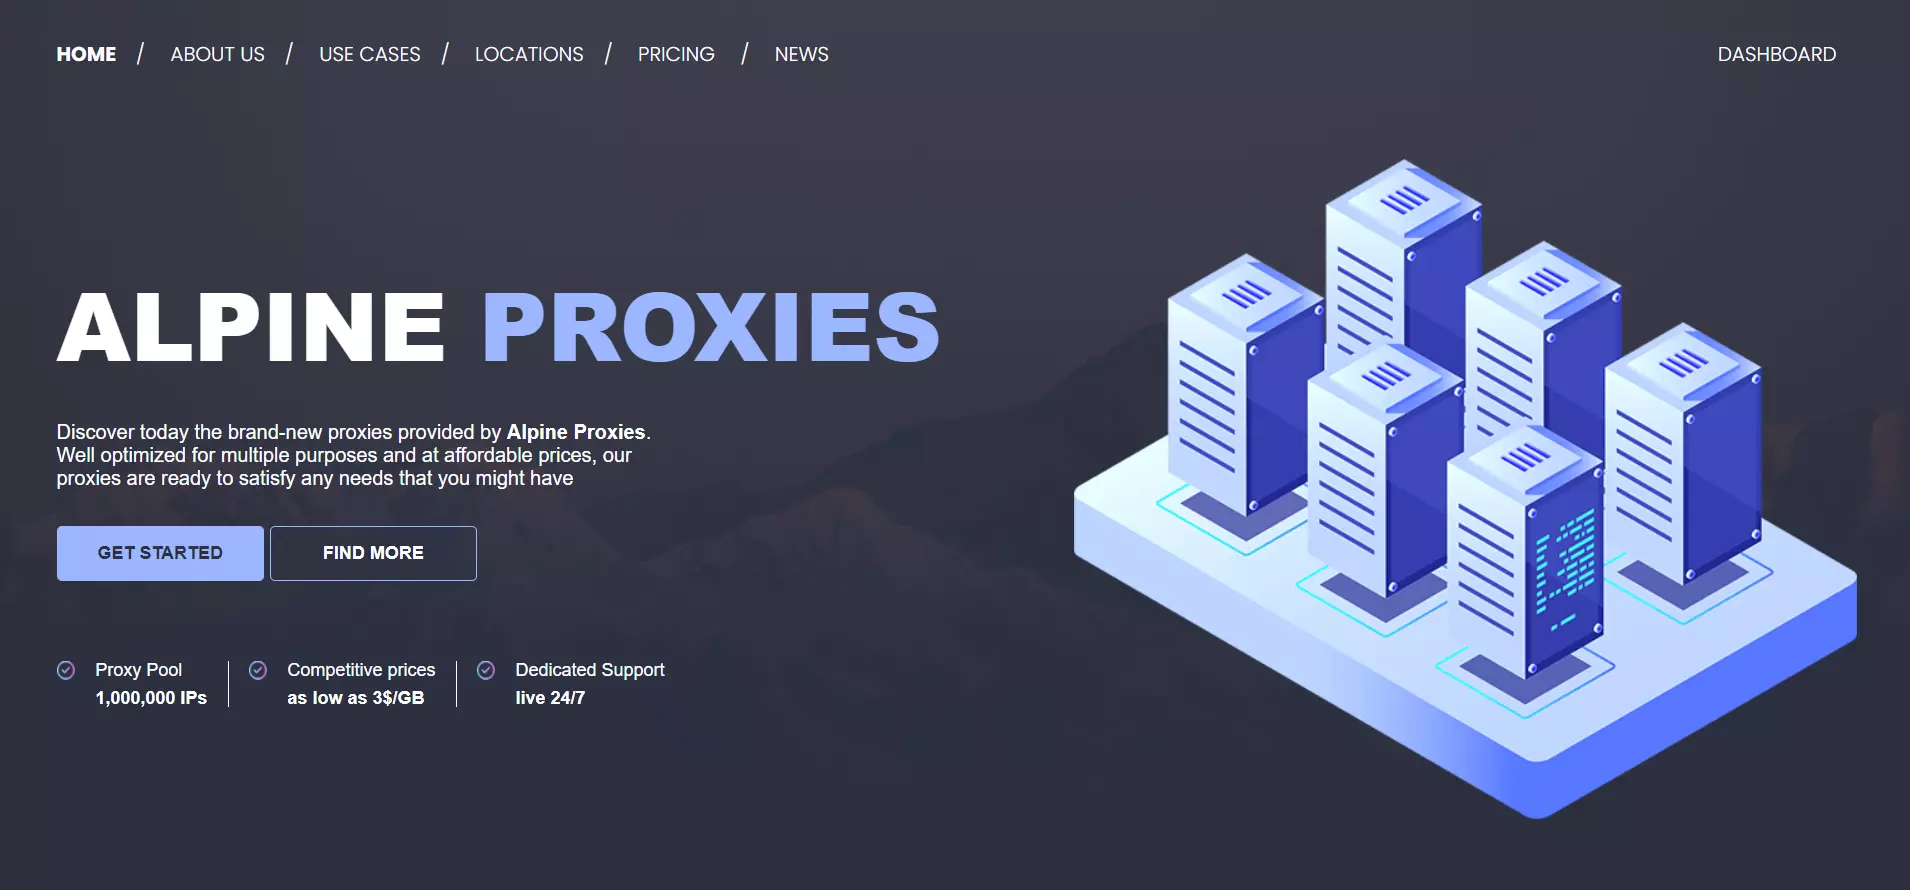 HOME / ABOUT US / USE CASES / LOCATIONS / PRICING / NEWS DASHBOARD
ALPINE PROXIES
Discover today the brand-new proxies provided by Alpine Proxies.
Well optimized for multiple purposes and at affordable prices, our
proxies are ready to satisfy any needs that you might have
GET STARTED FIND MORE
Proxy Pool Competitive prices Dedicated Support
1,000,000 IPs as low as 3$/GB live 24/7